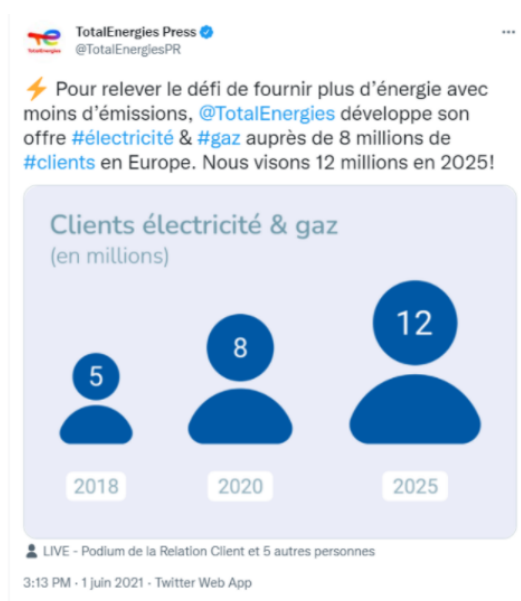 TotalEnergies Press
@TotalEnergiesPR
TotalEnergies
⚡ Pour relever le défi de fournir plus d'énergie avec
moins d'émissions, @TotalEnergies développe son
offre #électricité & #gaz auprès de 8 millions de
#clients en Europe. Nous visons 12 millions en 2025!
Clients électricité & gaz
(en millions)
5
8
12
2018
2020
2025
LIVE - Podium de la Relation Client et 5 autres personnes
3:13 PM · 1 juin 2021 · Twitter Web App